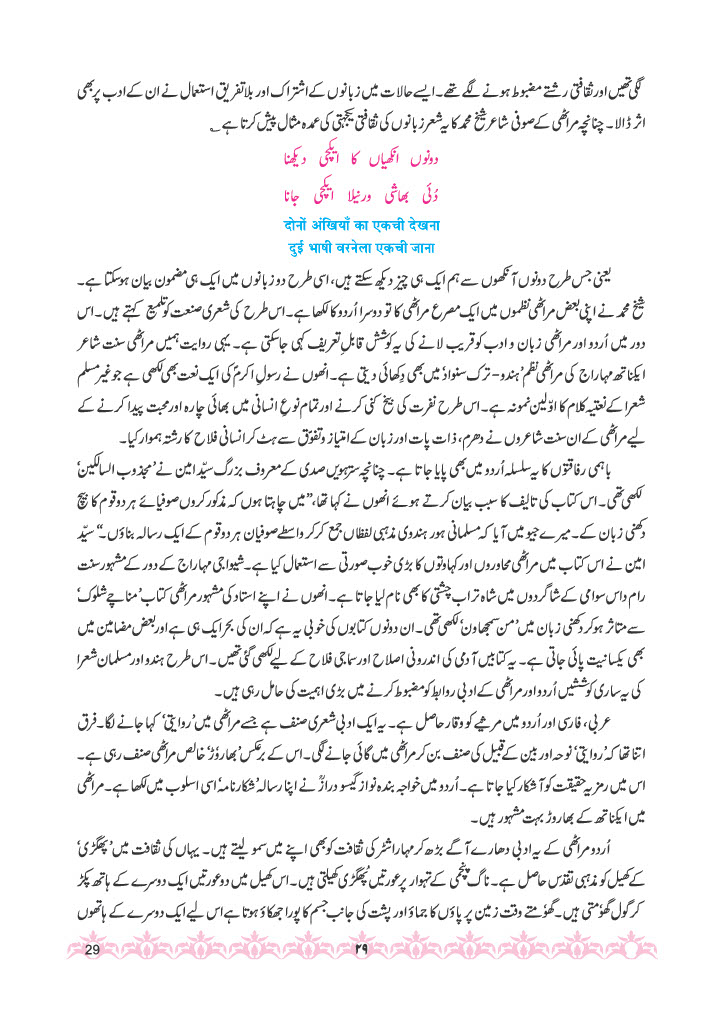 لگی تھیں اور ثقافتی رشتے مضبوط ہونے لگے تھے۔ ایسے حالات میں زبانوں کے اشتراک اور بلا تفریق استعمال نے ان کے ادب پر بھی
اثر ڈالا۔ چنانچہ مراٹھی کے صوفی شاعر شیخ محمد کا یہ شعر زبانوں کی ثقافتی یکجہتی کی عمدہ مثال پیش کرتا ہے ؎
دونوں انکھیاں کا ایکچی دیکھنا
دُئی بھاشی ورنیلا ایکچی جانا
दोनों अंखियाँ का एकची देखना
दुई भाषी वरनेला एकची जाना
یعنی جس طرح دونوں آنکھوں سے ہم ایک ہی چیز دیکھ سکتے ہیں، اسی طرح دو زبانوں میں ایک ہی مضمون بیان ہوسکتا ہے۔
شیخ محمد نے اپنی بعض مراٹھی نظموں میں ایک مصرع مراٹھی کا تو دوسرا اُردو کا لکھا ہے۔ اس طرح کی شعری صنعت کو تلمیع کہتے ہیں۔ اس
دور میں اُردو اور مراٹھی زبان و ادب کو قریب لانے کی یہ کوشش قابلِ تعریف کہی جاسکتی ہے۔ یہی روایت ہمیں مراٹھی سنت شاعر
ایکناتھ مہاراج کی مراٹھی نظم 'ہندو - ترک سنواد' میں بھی دِکھائی دیتی ہے۔ انھوں نے رسولِ اکرمؐ کی ایک نعت بھی لکھی ہے جو غیر مسلم
شعرا کے نعتیہ کلام کا اوّلین نمونہ ہے۔ اس طرح نفرت کی بیخ کنی کرنے اور تمام نوعِ انسانی میں بھائی چارہ اور محبت پیدا کرنے کے
لیے مراٹھی کے ان سنت شاعروں نے دھرم، ذات پات اور زبان کے امتیاز و تفوّق سے ہٹ کر انسانی فلاح کا رشتہ ہموار کیا۔
باہمی رفاقتوں کا یہ سلسلہ اُردو میں بھی پایا جاتا ہے۔ چنانچہ سترھویں صدی کے معروف بزرگ سیّد امین نے 'مجذوب السالکین'
لکھی تھی۔ اس کتاب کی تالیف کا سبب بیان کرتے ہوئے انھوں نے کہا تھا، ”میں چاہتا ہوں کہ مذکور کروں صوفیائے ہر دو قوم کا بیچ
دکھنی زبان کے۔ میرے جیو میں آیا کہ مسلمانی ہور ہندوی مذہبی لفظاں جمع کر کر واسطے صوفیان ہر دو قوم کے ایک رسالہ بناؤں۔“ سیّد
امین نے اس کتاب میں مراٹھی محاوروں اور کہاوتوں کا بڑی خوب صورتی سے استعمال کیا ہے۔ شیواجی مہاراج کے دور کے مشہور سنت
رام داس سوامی کے شاگردوں میں شاہ تراب چشتی کا بھی نام لیا جاتا ہے۔ انھوں نے اپنے استاد کی مشہور مراٹھی کتاب 'مناچے شلوک'
سے متاثر ہوکر دکھنی زبان میں 'من سمجھاون' لکھی تھی۔ ان دونوں کتابوں کی خوبی یہ ہے کہ ان کی بحر ایک ہی ہے اور بعض مضامین میں
بھی یکسانیت پائی جاتی ہے۔ یہ کتابیں آدمی کی اندرونی اصلاح اور سماجی فلاح کے لیے لکھی گئی تھیں۔ اس طرح ہندو اور مسلمان شعرا
کی یہ ساری کوششیں اُردو اور مراٹھی کے ادبی روابط کو مضبوط کرنے میں بڑی اہمیت کی حامل رہی ہیں۔
عربی، فارسی اور اُردو میں مرثیے کو وقار حاصل ہے۔ یہ ایک ادبی شعری صنف ہے جسے مراٹھی میں 'روایتی' کہا جانے لگا۔ فرق
اتنا تھا کہ 'روایتی' نوحہ اور بین کے قبیل کی صنف بن کر مراٹھی میں گائی جانے لگی۔ اس کے برعکس 'بھاروُڑ' خالص مراٹھی صنف رہی ہے۔
اس میں رمزیہ حقیقت کو آشکار کیا جاتا ہے۔ اُردو میں خواجہ بندہ نواز گیسو درازؒ نے اپنا رسالہ 'شکارنامہ' اسی اسلوب میں لکھا ہے۔ مراٹھی
میں ایکناتھ کے بھاروڑ بہت مشہور ہیں۔
اُردو مراٹھی کے یہ ادبی دھارے آگے بڑھ کر مہاراشٹر کی ثقافت کو بھی اپنے میں سمو لیتے ہیں۔ یہاں کی ثقافت میں 'پھگڑی'
کے کھیل کو مذہبی تقدّس حاصل ہے۔ ناگ پنچمی کے تہوار پر عورتیں پُھگڑی کھیلتی ہیں۔ اس کھیل میں دو عورتیں ایک دوسرے کے ہاتھ پکڑ
کر گول گھومتی ہیں۔ گھومتے وقت زمین پر پاؤں کا جماؤ اور پشت کی جانب جسم کا پورا جھکاؤ ہوتا ہے اس لیے ایک دوسرے کے ہاتھوں
29
۲۹